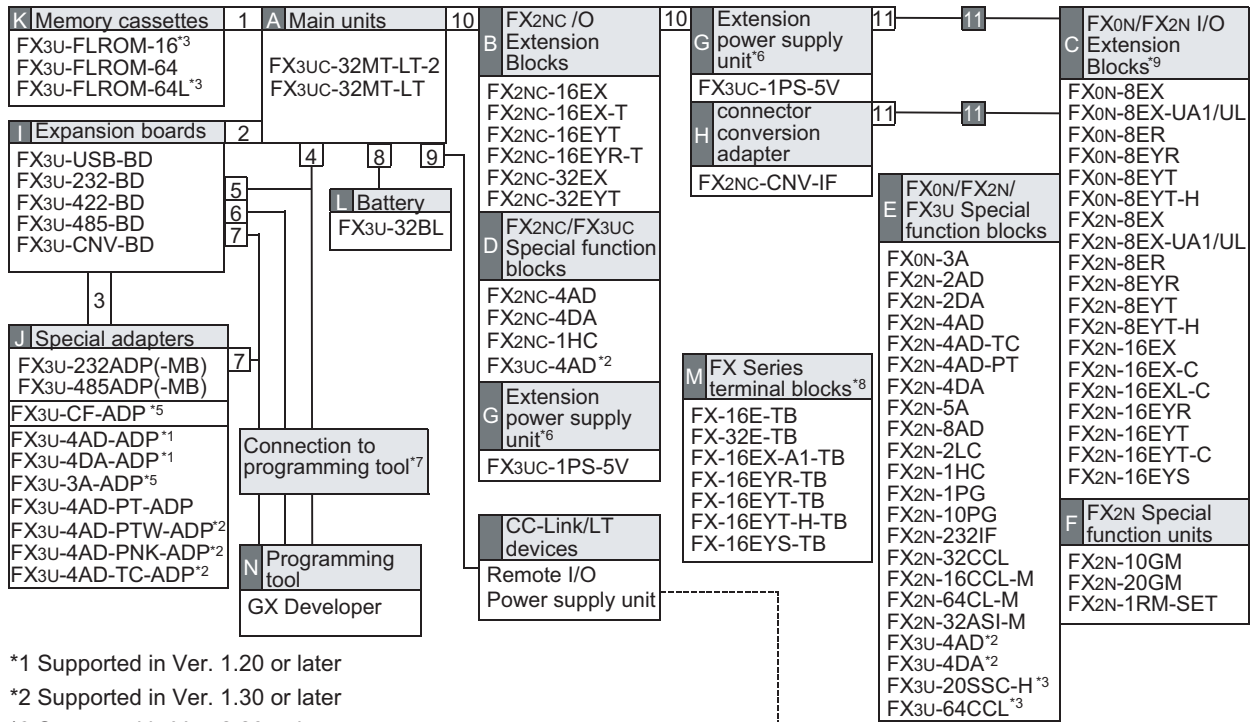 K Memory cassettes
FX3U-FLROM-16*3
FX3U-FLROM-64
FX3U-FLROM-64L*3
1
A Main units
FX3UC-32MT-LT-2
FX3UC-32MT-LT
10
I Expansion boards
FX3U-USB-BD
FX3U-232-BD
FX3U-422-BD
FX3U-485-BD
FX3U-CNV-BD
2
4
8
9
5
6
7
3
L Battery
FX3U-32BL
J Special adapters
FX3U-232ADP(-MB)
FX3U-485ADP(-MB)
FX3U-CF-ADP *5
FX3U-4AD-ADP*1
FX3U-4DA-ADP*1
FX3U-3A-ADP*5
FX3U-4AD-PT-ADP
FX3U-4AD-PTW-ADP*2
FX3U-4AD-PNK-ADP*2
FX3U-4AD-TC-ADP*2
7
Connection to
programming tool*7
N Programming
tool
GX Developer
B FX2NC /O
Extension
Blocks
FX2NC-16EX
FX2NC-16EX-T
FX2NC-16EYT
FX2NC-16EYR-T
FX2NC-32EX
FX2NC-32EYT
D FX2NC/FX3UC
Special function
blocks
FX2NC-4AD
FX2NC-4DA
FX2NC-1HC
FX3UC-4AD*2
G Extension
power supply
unit*6
FX3UC-1PS-5V
CC-Link/LT
devices
Remote I/O
Power supply unit
10
G Extension
power supply
unit*6
FX3UC-1PS-5V
H connector
conversion
adapter
FX2NC-CNV-IF
11
11
11
11
M FX Series
terminal blocks*8
FX-16E-TB
FX-32E-TB
FX-16EX-A1-TB
FX-16EYR-TB
FX-16EYT-TB
FX-16EYT-H-TB
FX-16EYS-TB
E FX0N/FX2N/
FX3U Special
function blocks
FX0N-3A
FX2N-2AD
FX2N-2DA
FX2N-4AD
FX2N-4AD-TC
FX2N-4AD-PT
FX2N-4DA
FX2N-5A
FX2N-8AD
FX2N-2LC
FX2N-1HC
FX2N-1PG
FX2N-10PG
FX2N-232IF
FX2N-32CCL
FX2N-16CCL-M
FX2N-64CL-M
FX2N-32ASI-M
FX3U-4AD*2
FX3U-4DA*2
FX3U-20SSC-H*3
FX3U-64CCL*3
C FX0N/FX2N I/O
Extension
Blocks*9
FX0N-8EX
FX0N-8EX-UA1/UL
FX0N-8ER
FX0N-8EYR
FX0N-8EYT
FX0N-8EYT-H
FX2N-8EX
FX2N-8EX-UA1/UL
FX2N-8ER
FX2N-8EYR
FX2N-8EYT
FX2N-8EYT-H
FX2N-16EX
FX2N-16EX-C
FX2N-16EXL-C
FX2N-16EYR
FX2N-16EYT
FX2N-16EYT-C
FX2N-16EYS
F FX2N Special
function units
FX2N-10GM
FX2N-20GM
FX2N-1RM-SET
*1 Supported in Ver. 1.20 or later
*2 Supported in Ver. 1.30 or later